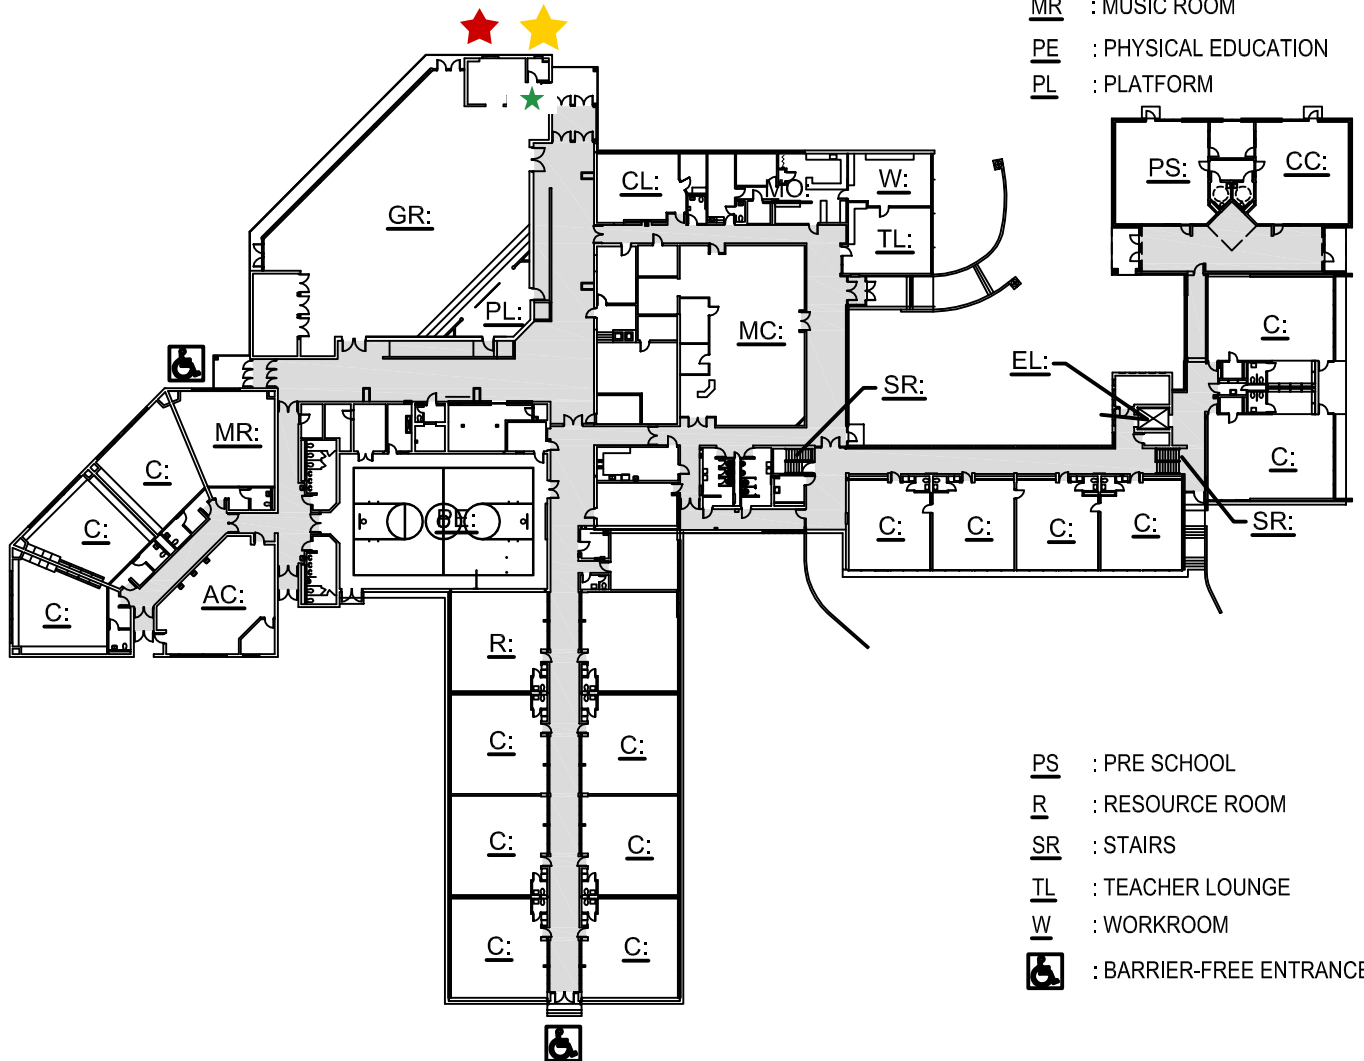 MR : MUSIC ROOM
PE : PHYSICAL EDUCATION
PL : PLATFORM
PS:
CC:
CL:
MO:
W:
GR:
TL:
PL:
MC:
C:
EL:
SR:
MR:
C:
C:
C:
C:
C:
C:
C:
C:
SR:
AC:
C:
R:
C:
C:
C:
C:
C:
C:
PS : PRE SCHOOL
R : RESOURCE ROOM
SR : STAIRS
TL : TEACHER LOUNGE
W : WORKROOM
: BARRIER-FREE ENTRANCE